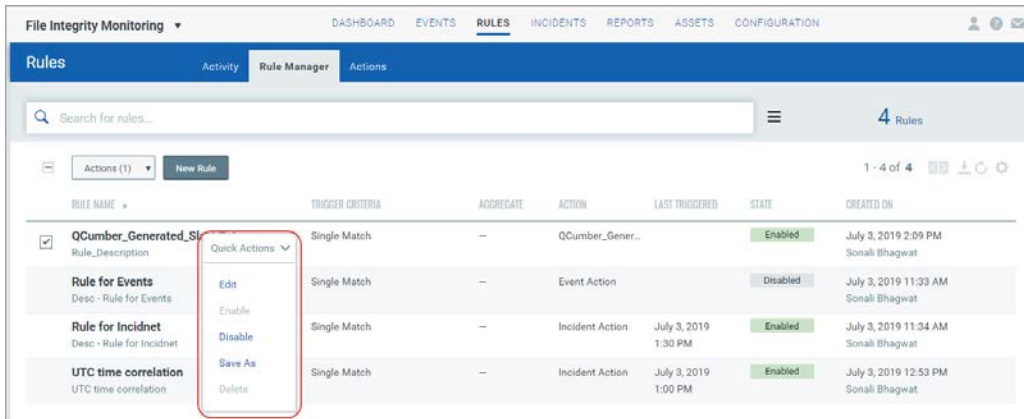 File Integrity Monitoring
DASHBOARD EVENTS RULES INCIDENTS REPORTS ASSETS CONFIGURATION
Rules
Activity Rule Manager Actions
Search for rules...
4 Rules
Actions (1) New Rule
1 - 4 of 4
RULE NAME TRIGGER CRITERIA AGGREGATE ACTION LAST TRIGGERED STATE CREATED ON
QCumber_Generated_ Single Match — QCumber_Gener... Enabled July 3, 2019 2:09 PM
Rule_Description Sonali Bhagwat
Quick Actions
Edit
Enable
Disable
Save As
Delete
Rule for Events Single Match — Event Action Disabled July 3, 2019 11:33 AM
Desc - Rule for Events Sonali Bhagwat
Rule for Incidnet Single Match — Incident Action July 3, 2019 Enabled July 3, 2019 11:34 AM
Desc - Rule for Incidnet 1:30 PM Sonali Bhagwat
UTC time correlation Single Match — Incident Action July 3, 2019 Enabled July 3, 2019 12:53 PM
UTC time correlation 1:00 PM Sonali Bhagwat